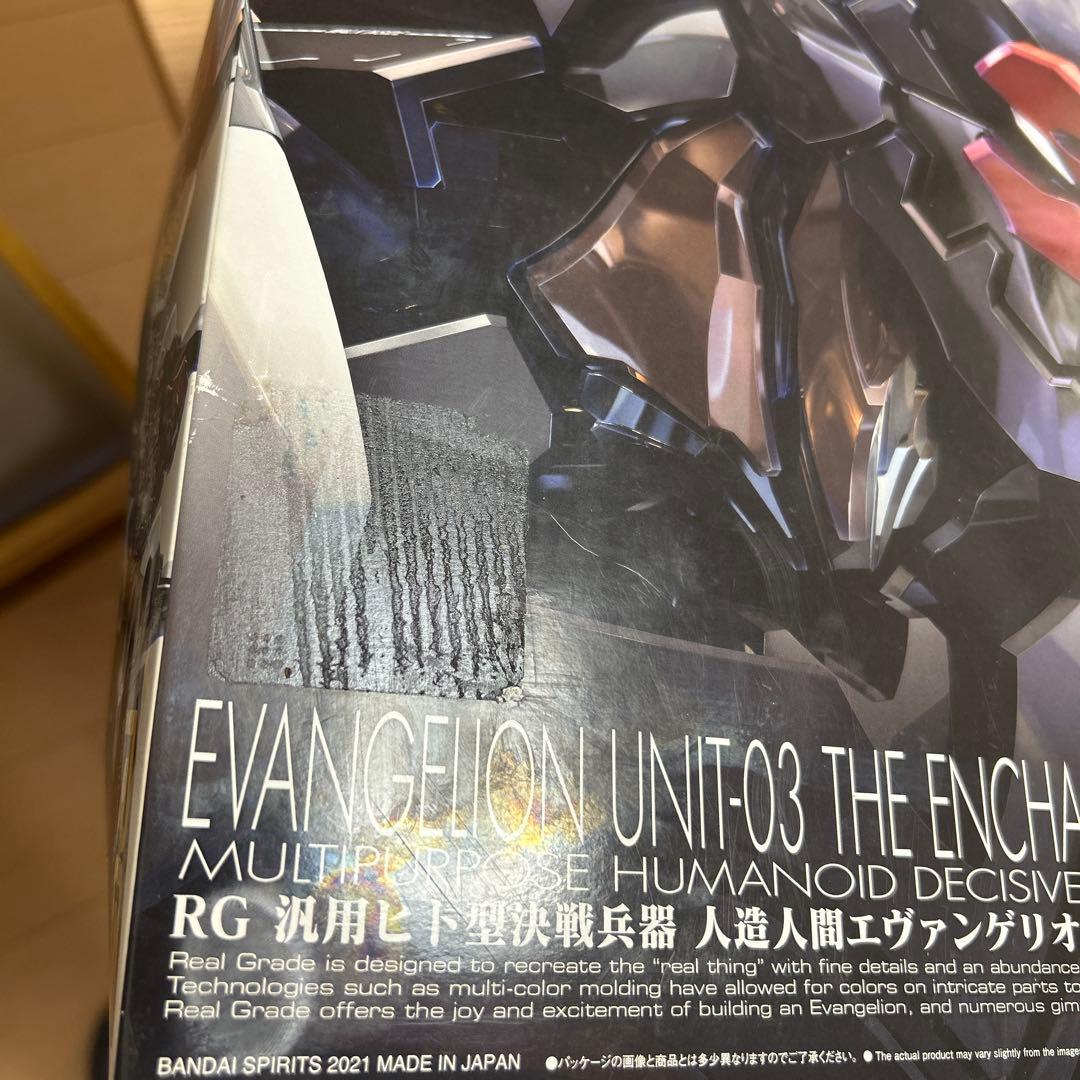 EVANGELION UNIT-03 THE ENCHA
MULTIPURPOSE HUMANOID DECISIVE
RG 汎用ヒト型決戦兵器 人造人間エヴァンゲリオ
Real Grade is designed to recreate the "real thing" with fine details and an abundance
Technologies such as multi-color molding have allowed for colors on intricate parts to
Real Grade offers the joy and excitement of building an Evangelion, and numerous gim
BANDAI SPIRITS 2021 MADE IN JAPAN ●パッケージの画像と商品とは多少異なりますのでご了承ください。 ● The actual product may vary slightly from the image